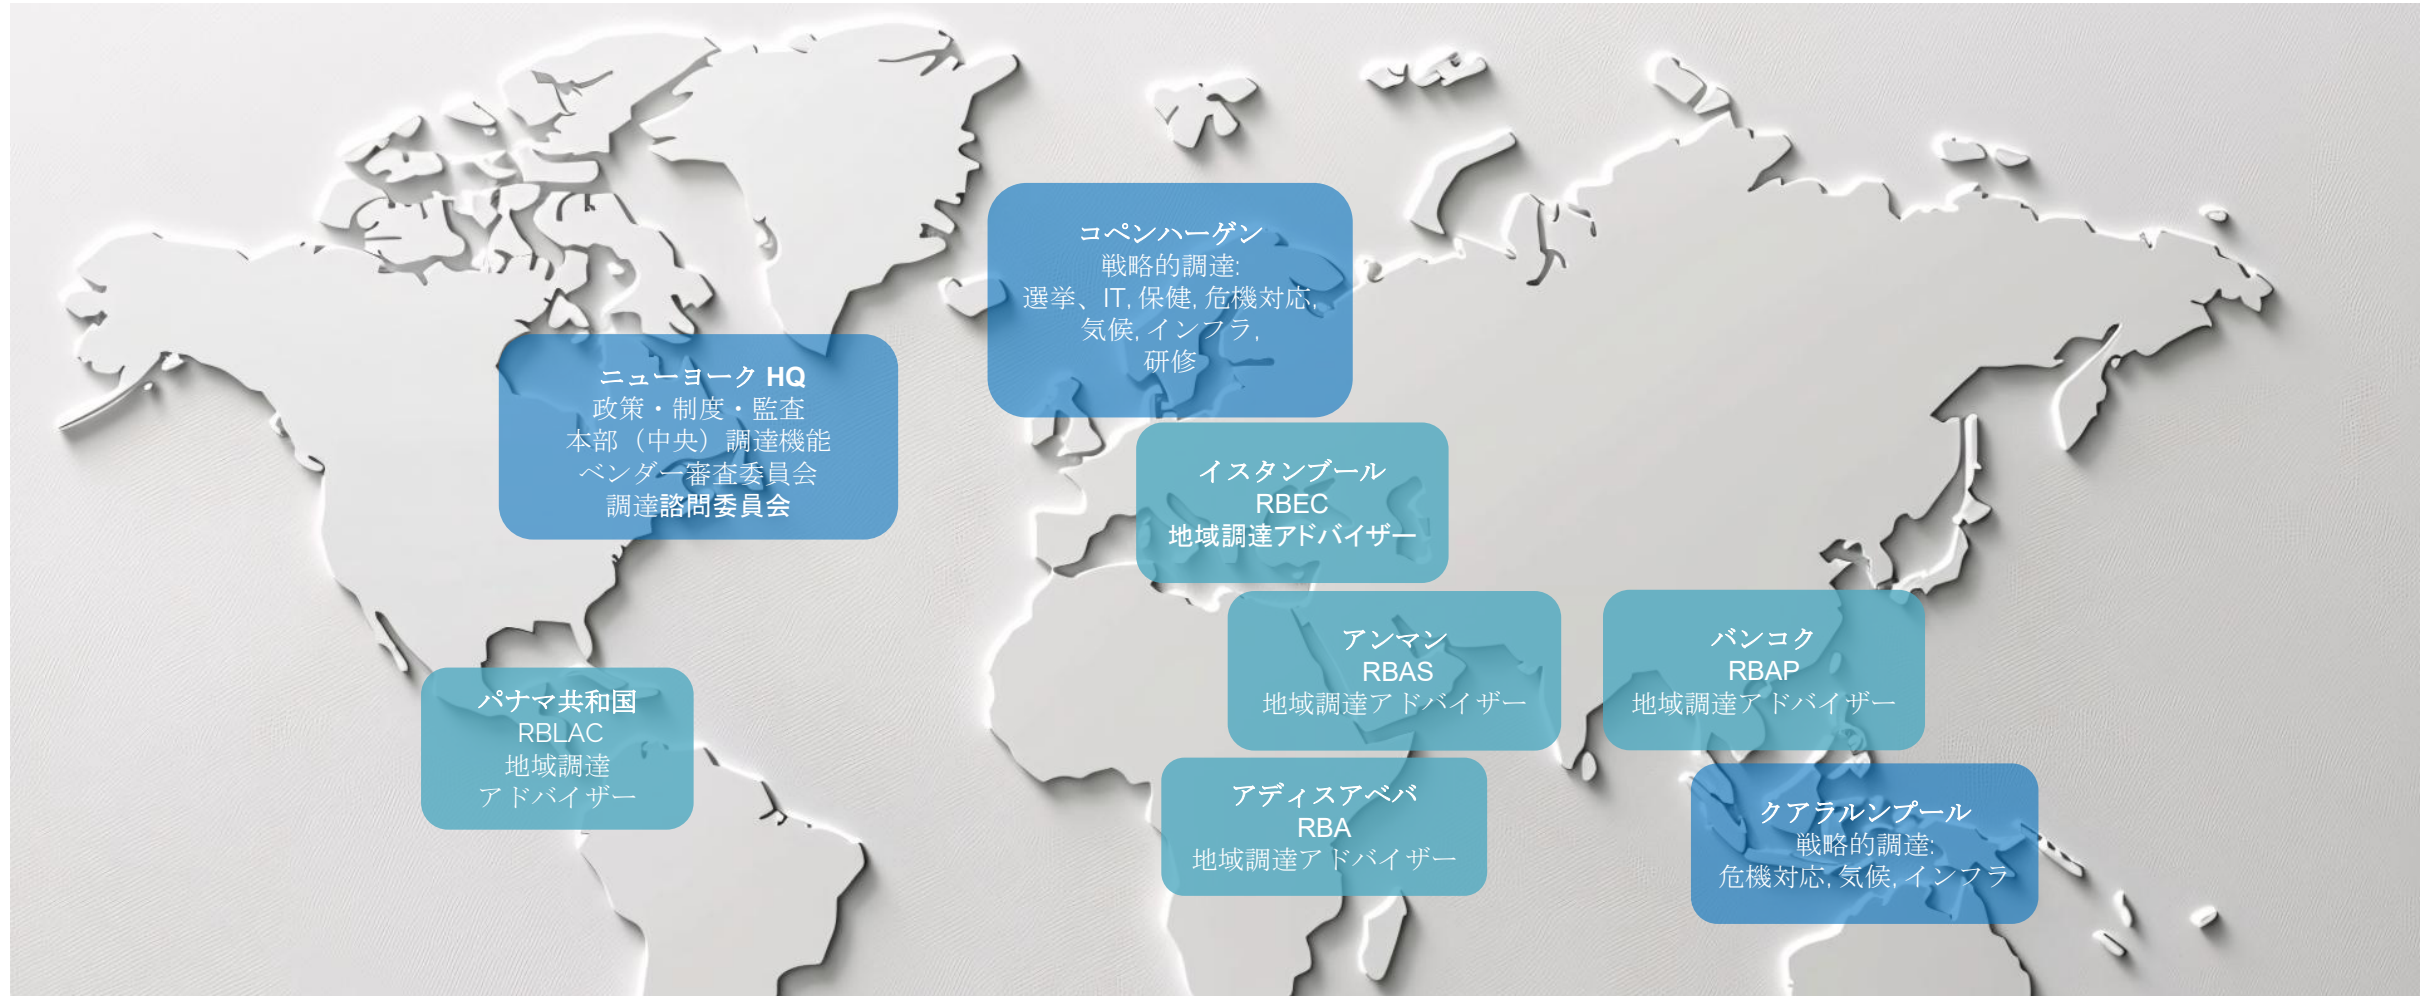 コペンハーゲン
戦略的調達:
選挙、IT, 保健, 危機対応,
気候, インフラ,
研修
ニューヨーク HQ
政策・制度・監査
本部（中央）調達機能
ベンダー審査委員会
調達諮問委員会
イスタンブール
RBEC
地域調達アドバイザー
アンマン
RBAS
地域調達アドバイザー
バンコク
RBAP
地域調達アドバイザー
パナマ共和国
RBLAC
地域調達
アドバイザー
アディスアベバ
RBA
地域調達アドバイザー
クアラルンプール
戦略的調達:
危機対応, 気候, インフラ